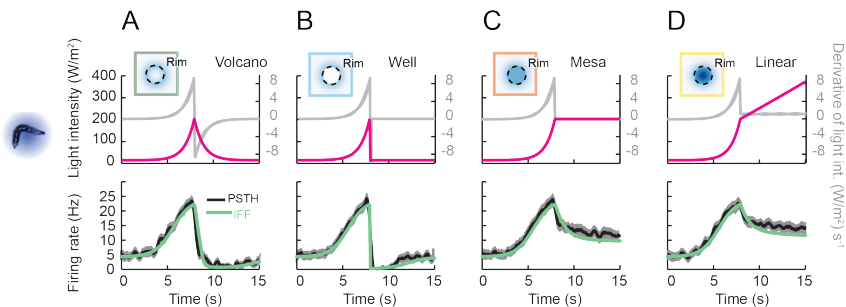 A
B
C
D
Rim
Volcano
Rim
Well
Rim
Mesa
Rim
Linear
Light intensity (W/m²)
400
300
200
100
0
8
4
0
-4
-8
8
4
0
-4
-8
8
4
0
-4
-8
8
4
0
-4
-8
Derivative of light int. (W/m²) s⁻¹
Firing rate (Hz)
25
20
15
10
5
0
PSTH
IFF
0 5 10 15
0 5 10 15
0 5 10 15
0 5 10 15
Time (s)
Time (s)
Time (s)
Time (s)